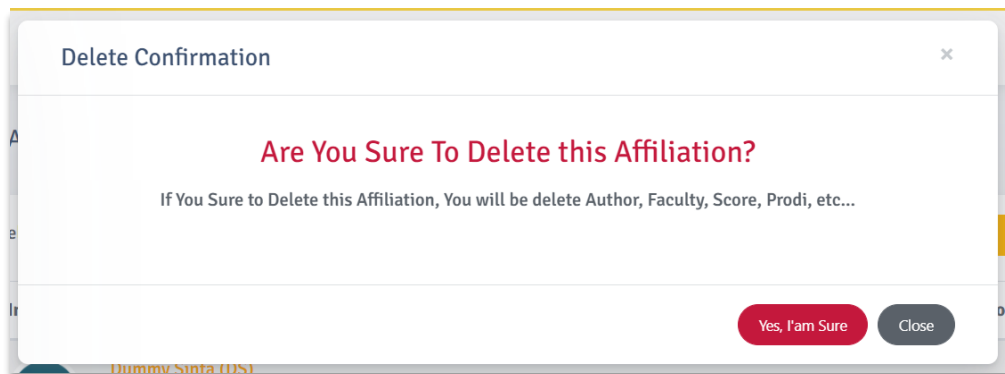 Delete Confirmation
×
Are You Sure To Delete this Affiliation?
If You Sure to Delete this Affiliation, You will be delete Author, Faculty, Score, Prodi, etc...
Yes, I'am Sure
Close
Dummy Sinta (DS)